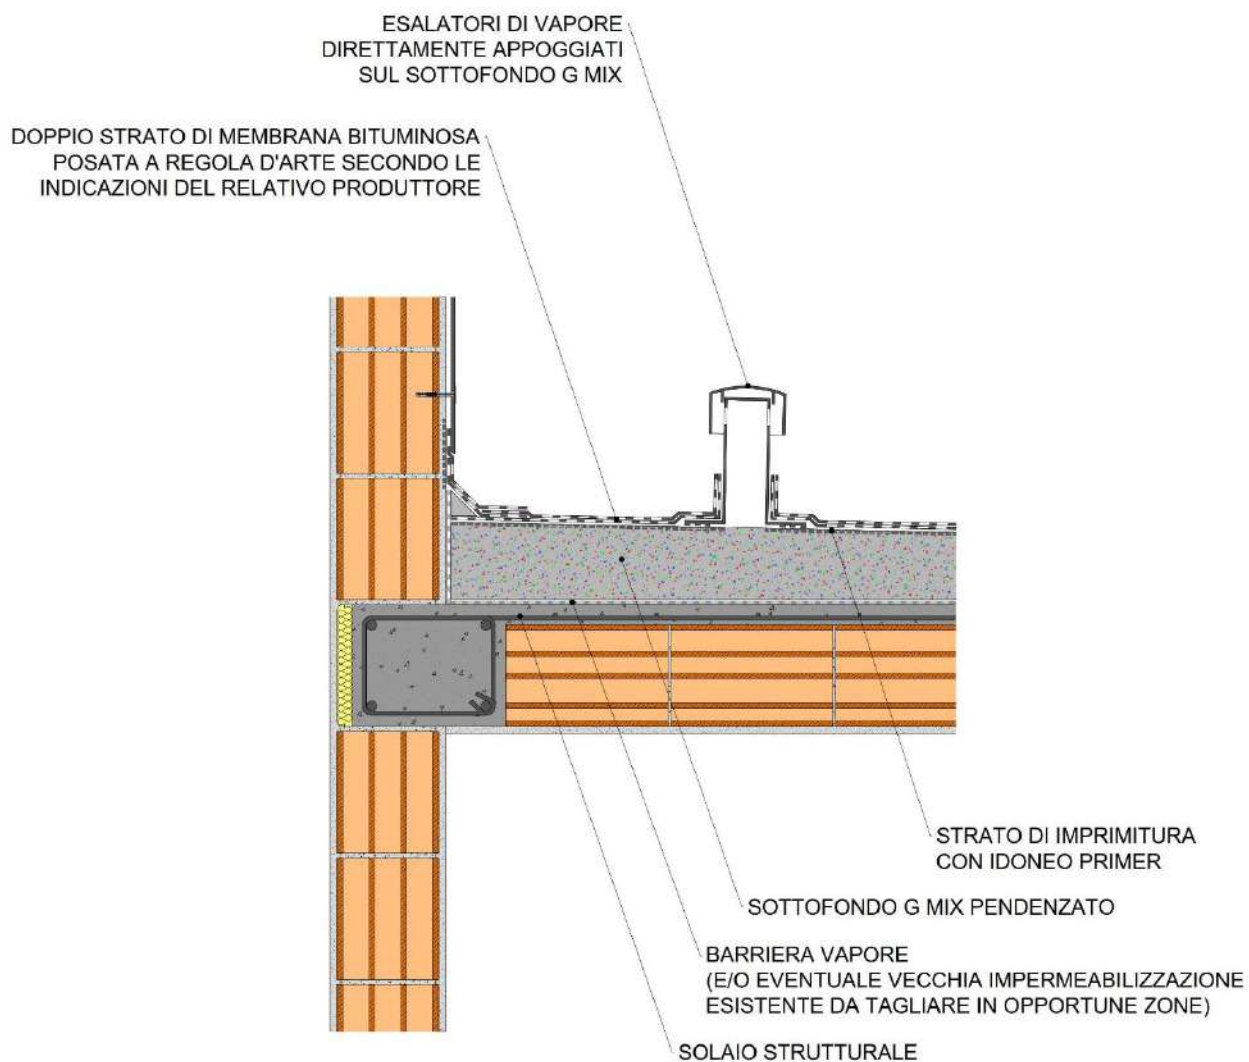 ESALATORI DI VAPORE
DIRETTAMENTE APPOGGIATI
SUL SOTTOFONDO G MIX
DOPPIO STRATO DI MEMBRANA BITUMINOSA
POSATA A REGOLA D'ARTE SECONDO LE
INDICAZIONI DEL RELATIVO PRODUTTORE
STRATO DI IMPRIMITURA
CON IDONEO PRIMER
SOTTOFONDO G MIX PENDENZATO
BARRIERA VAPORE
(E/O EVENTUALE VECCHIA IMPERMEABILIZZAZIONE
ESISTENTE DA TAGLIARE IN OPPORTUNE ZONE)
SOLAIO STRUTTURALE